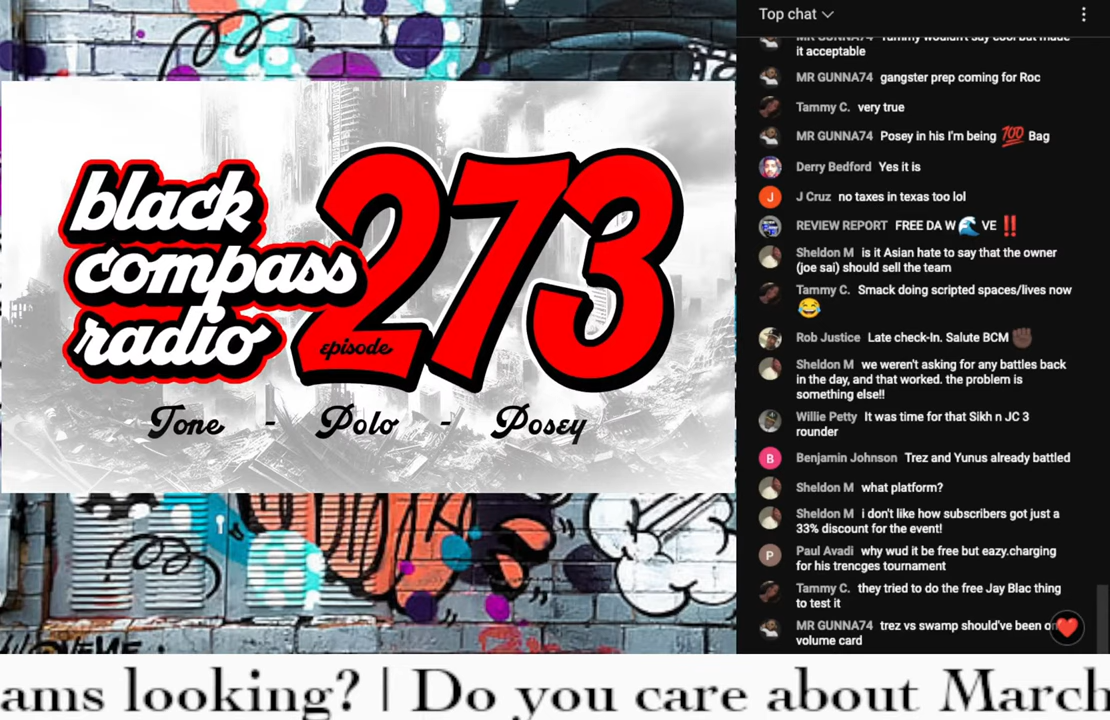 black
compass
radio
273
episode
Tone - Polo - Posey
Top chat
MR GUNNA74 Tammy wouldn't say cool but made
it acceptable
MR GUNNA74 gangster prep coming for Roc
Tammy C. very true
MR GUNNA74 Posey in his I'm being 💯 Bag
Derry Bedford Yes it is
J
J Cruz no taxes in texas too lol
REVIEW REPORT FREE DA W🌊VE ‼️
Sheldon M is it Asian hate to say that the owner
(joe sai) should sell the team
Tammy C. Smack doing scripted spaces/lives now
😂
Rob Justice Late check-In. Salute BCM ✊🏿
Sheldon M we weren't asking for any battles back
in the day, and that worked. the problem is
something else!!
Willie Petty It was time for that Sikh n JC 3
rounder
B
Benjamin Johnson Trez and Yunus already battled
Sheldon M what platform?
Sheldon M i don't like how subscribers got just a
33% discount for the event!
P
Paul Avadi why wud it be free but eazy.charging
for his trencges tournament
Tammy C. they tried to do the free Jay Blac thing
to test it
MR GUNNA74 trez vs swamp should've been on
volume card
ams looking? | Do you care about March